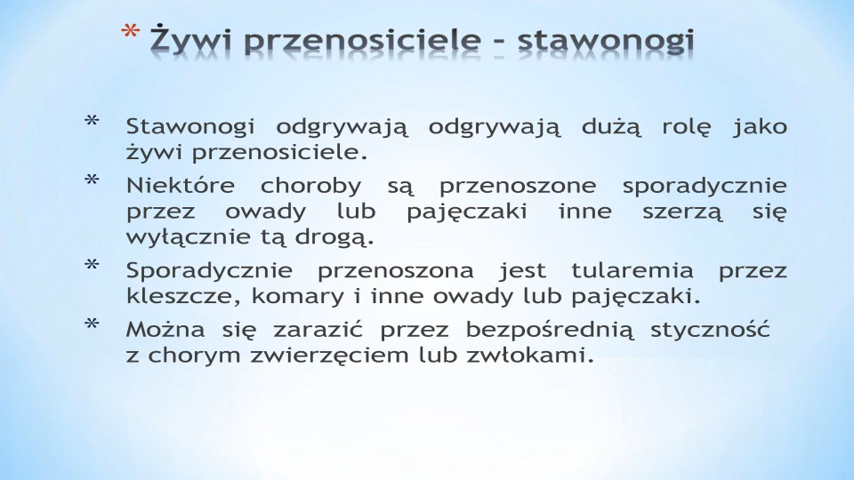 * Żywi przenosiciele - stawonogi
* Stawonogi odgrywają odgrywają dużą rolę jako
żywi przenosiciele.
* Niektóre choroby są przenoszone sporadycznie
przez owady lub pajęczaki inne szerzą się
wyłącznie tą drogą.
* Sporadycznie przenoszona jest tularemia przez
kleszcze, komary i inne owady lub pajęczaki.
* Można się zarazić przez bezpośrednią styczność
z chorym zwierzęciem lub zwłokami.